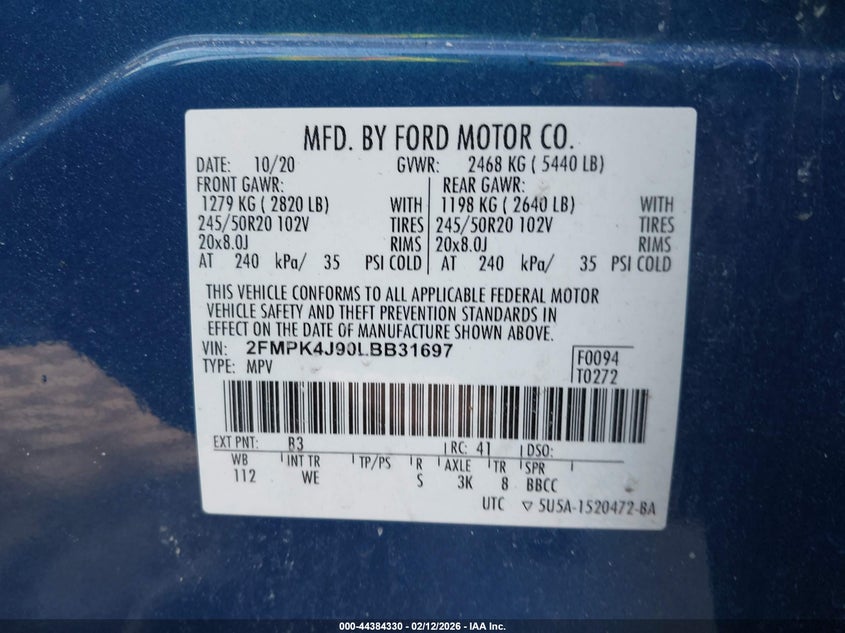 MFD. BY FORD MOTOR CO.
DATE: 10/20 GVWR: 2468 KG ( 5440 LB)
FRONT GAWR: REAR GAWR:
1279 KG ( 2820 LB) WITH 1198 KG ( 2640 LB) WITH
245/50R20 102V TIRES 245/50R20 102V TIRES
20x8.0J RIMS 20x8.0J RIMS
AT 240 kPa/ 35 PSI COLD AT 240 kPa/ 35 PSI COLD
THIS VEHICLE CONFORMS TO ALL APPLICABLE FEDERAL MOTOR
VEHICLE SAFETY AND THEFT PREVENTION STANDARDS IN
EFFECT ON THE DATE OF MANUFACTURE SHOWN ABOVE.
VIN: 2FMPK4J90LBB31697 F0094
TYPE: MPV T0272
EXT PNT: B3 RC: 41 DSO:
WB INT TR TP/PS R AXLE TR SPR
112 WE S 3K 8 BBCC
UTC ▽ 5U5A-1520472-BA
000-44384330 - 02/12/2026 - IAA Inc.